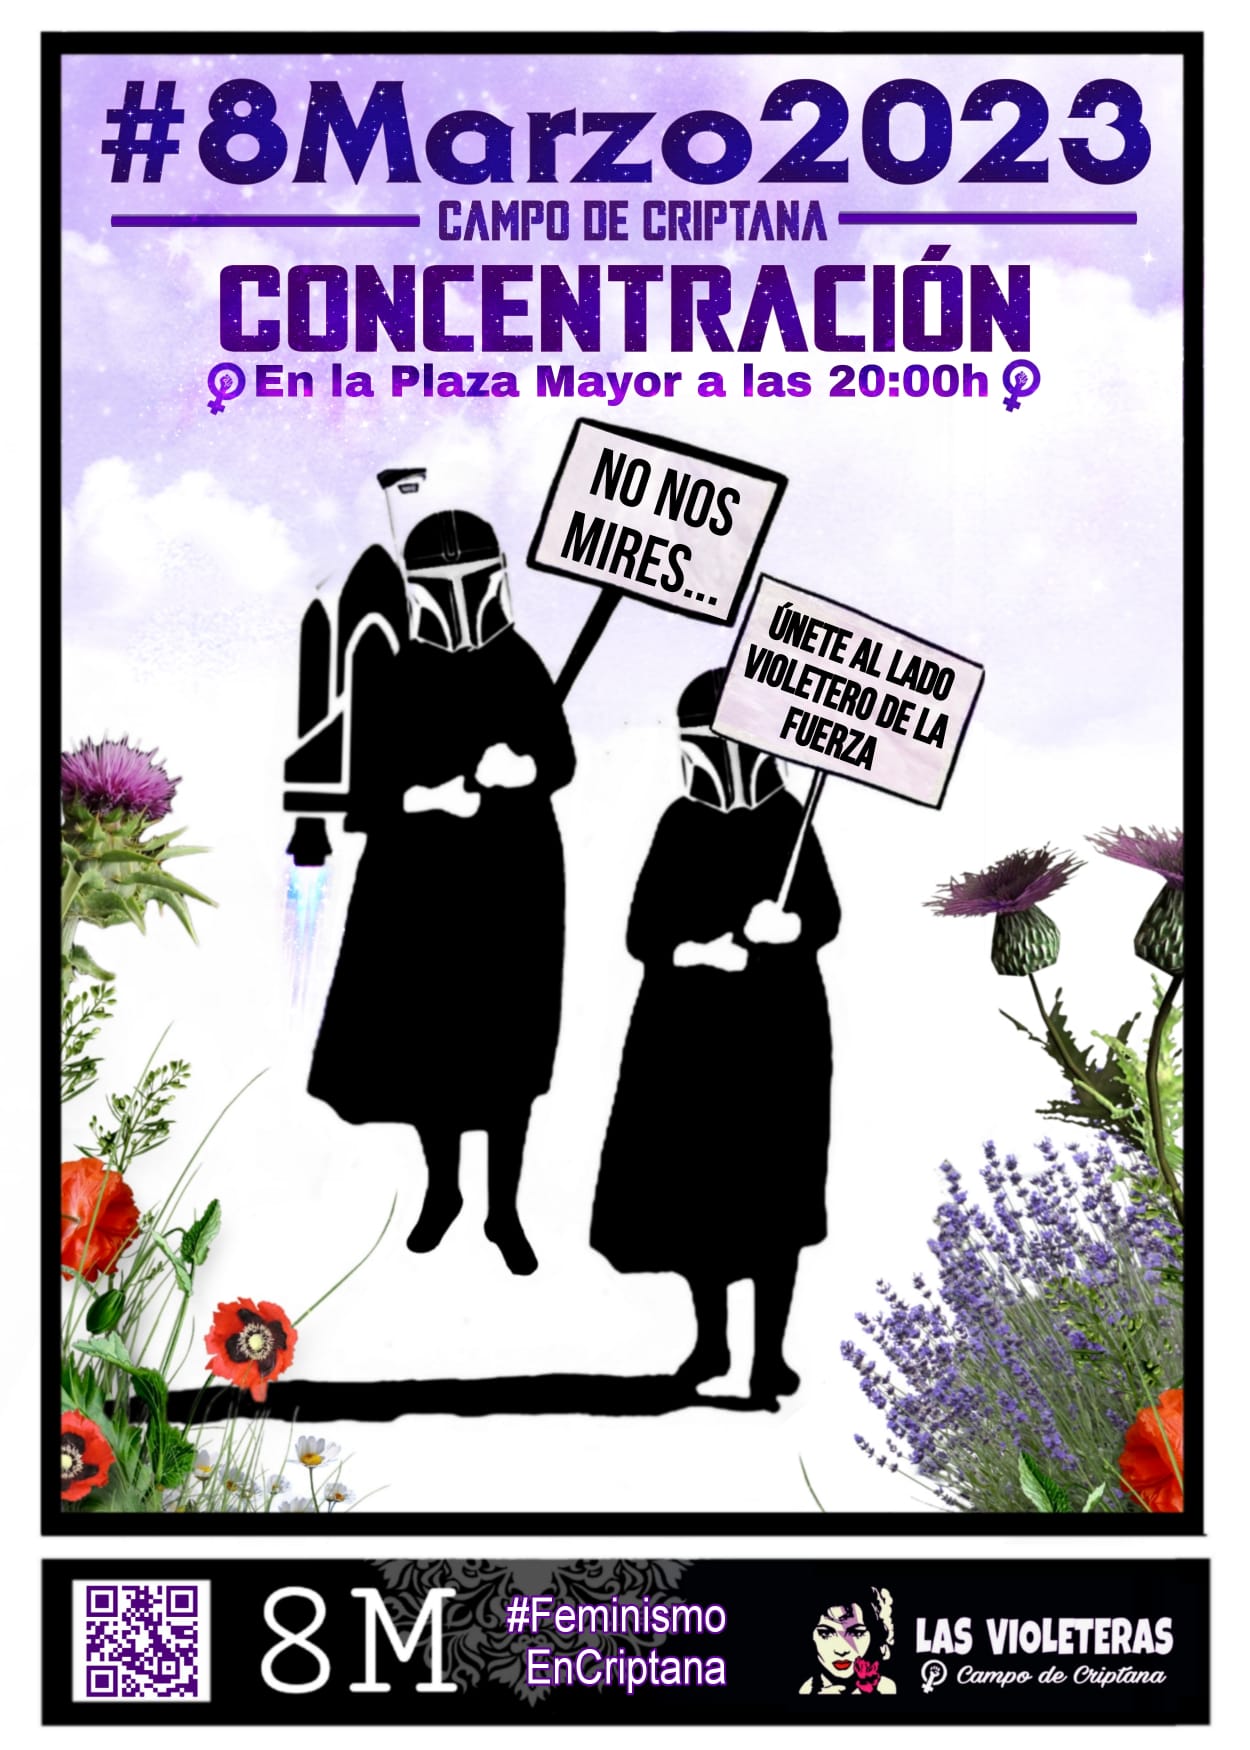 #8Marzo2023
CAMPO DE CRIPTANA
CONCENTRACIÓN
En la Plaza Mayor a las 20:00h
NO NOS
MIRES...
ÚNETE AL LADO
VIOLETERO DE LA
FUERZA
8M
#Feminismo
EnCriptana
LAS VIOLETERAS
Campo de Criptana